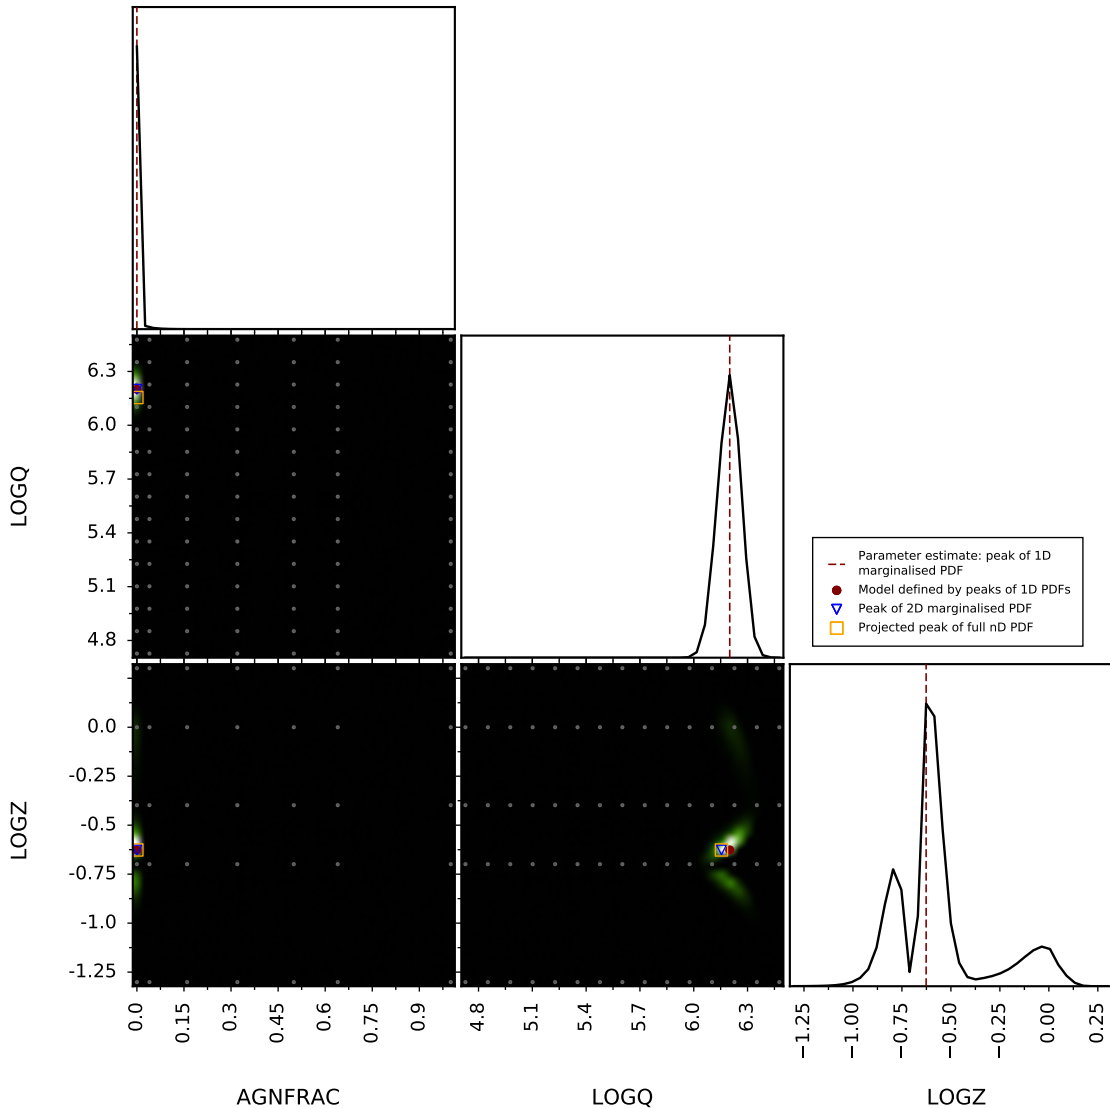 6.3
6.0
5.7
5.4
5.1
4.8
LOGQ
Parameter estimate: peak of 1D
marginalised PDF
Model defined by peaks of 1D PDFs
Peak of 2D marginalised PDF
Projected peak of full nD PDF
0.0
-0.25
-0.5
-0.75
-1.0
-1.25
LOGZ
0.0 0.15 0.3 0.45 0.6 0.75 0.9
4.8 5.1 5.4 5.7 6.0 6.3
−1.25 −1.00 −0.75 −0.50 −0.25 0.00 0.25
AGNFRAC LOGQ LOGZ